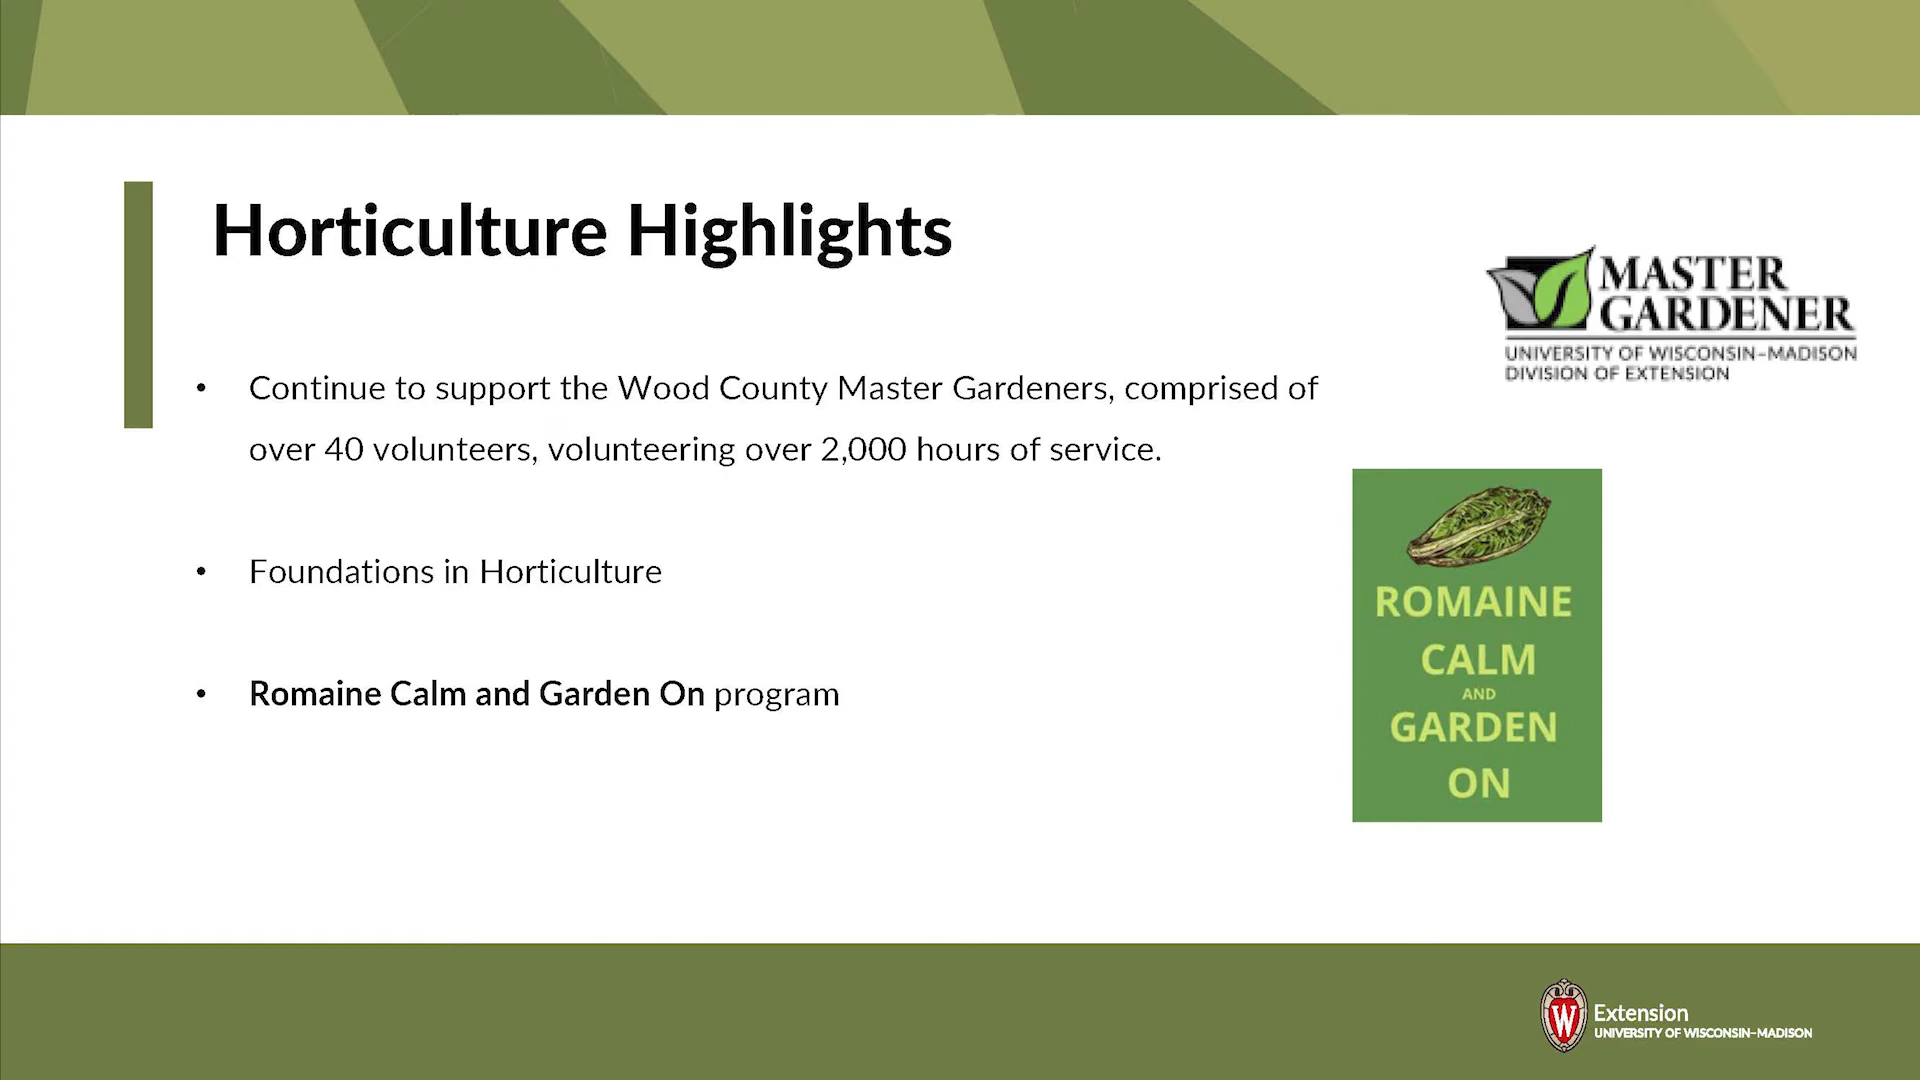 Horticulture Highlights
MASTER
GARDENER
UNIVERSITY OF WISCONSIN–MADISON
DIVISION OF EXTENSION
• Continue to support the Wood County Master Gardeners, comprised of
over 40 volunteers, volunteering over 2,000 hours of service.
• Foundations in Horticulture
• Romaine Calm and Garden On program
ROMAINE
CALM
AND
GARDEN
ON
W
Extension
UNIVERSITY OF WISCONSIN–MADISON